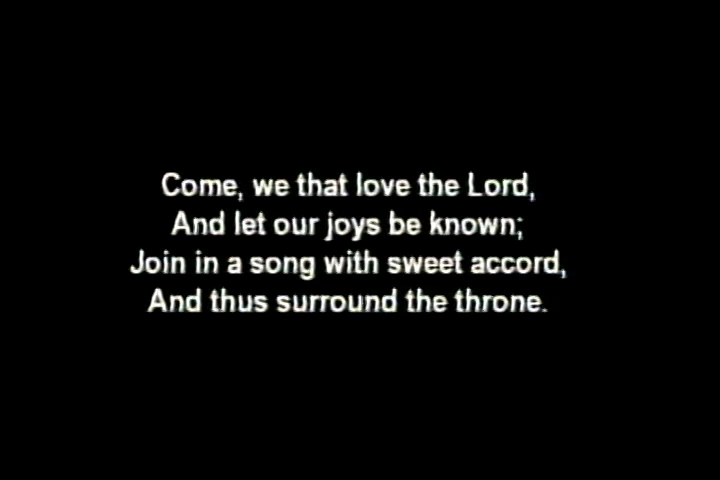 Come, we that love the Lord,
And let our joys be known;
Join in a song with sweet accord,
And thus surround the throne.